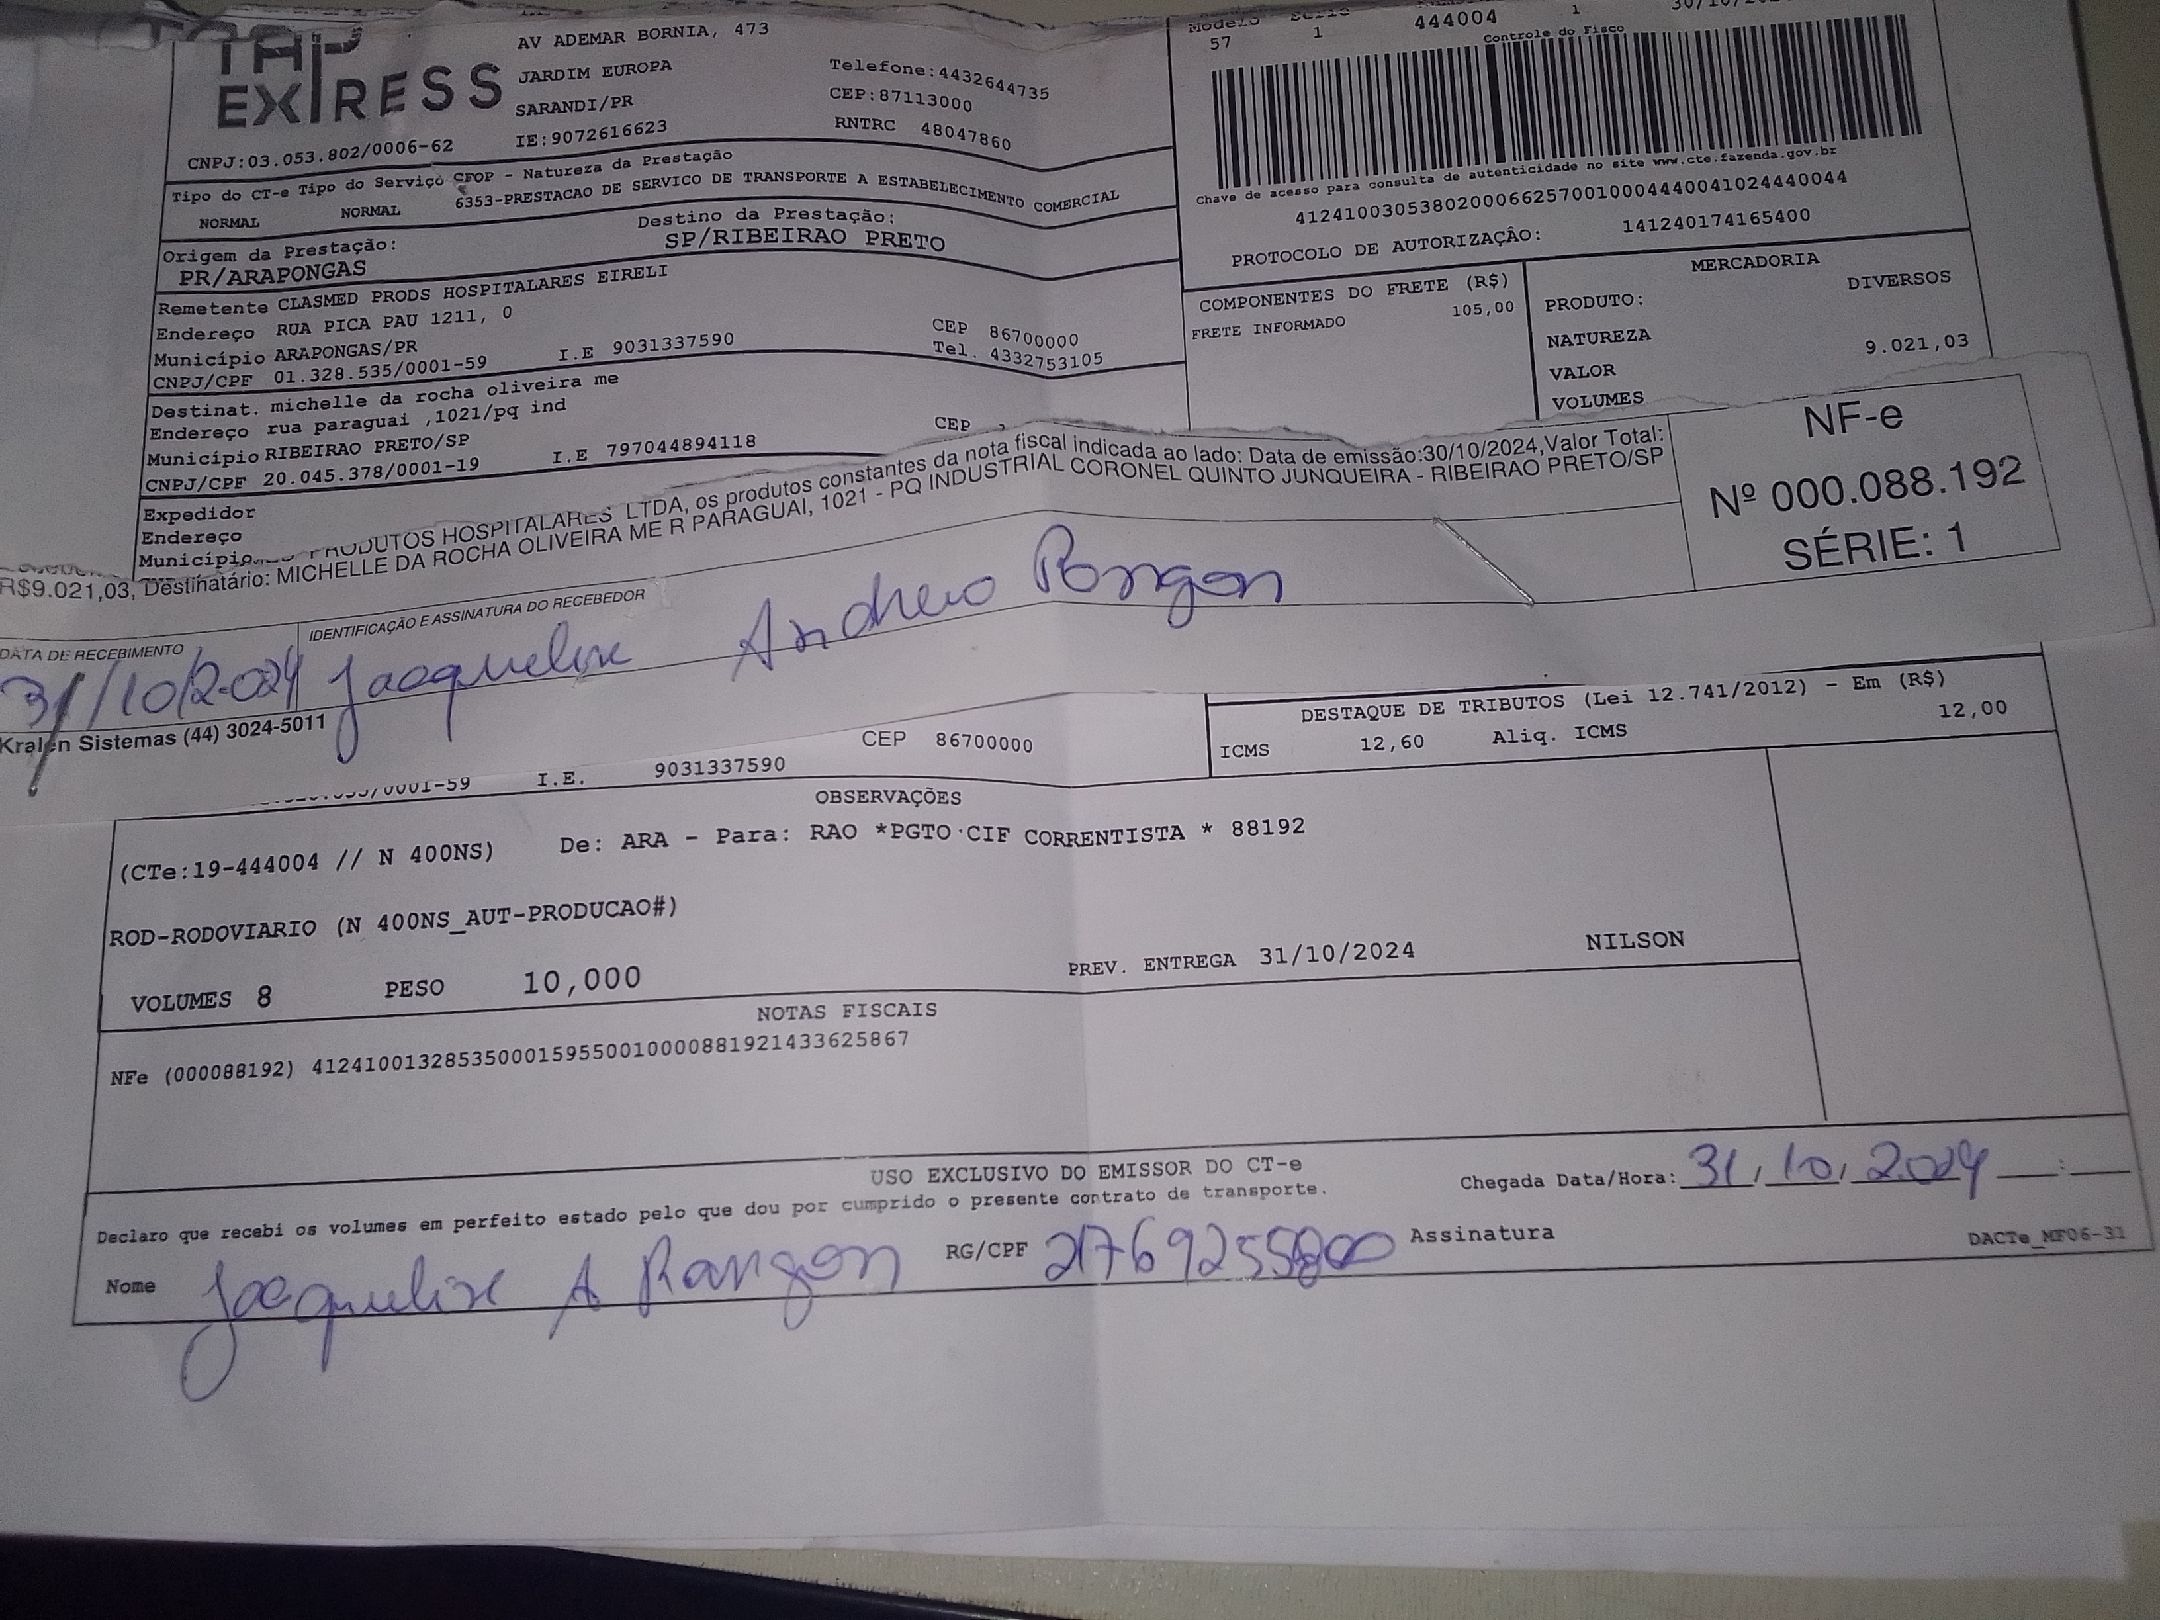 EXPRESS
AV ADEMAR BORNIA, 473
JARDIM EUROPA
SARANDI/PR
Telefone:4432644735
CEP:87113000
CNPJ:03.053.802/0006-62
IE:9072616623
RNTRC 48047860
Tipo do CT-e Tipo do Serviço CFOP - Natureza da Prestação
NORMAL NORMAL 6353-PRESTACAO DE SERVICO DE TRANSPORTE A ESTABELECIMENTO COMERCIAL
Origem da Prestação:
PR/ARAPONGAS
Destino da Prestação:
SP/RIBEIRAO PRETO
Remetente CLASMED PRODS HOSPITALARES EIRELI
Endereço RUA PICA PAU 1211, 0
Município ARAPONGAS/PR CEP 86700000
CNPJ/CPF 01.328.535/0001-59 I.E 9031337590 Tel. 4332753105
Destinat. michelle da rocha oliveira me
Endereço rua paraguai ,1021/pq ind
Município RIBEIRAO PRETO/SP CEP
CNPJ/CPF 20.045.378/0001-19 I.E 797044894118
Expedidor
Endereço
Município
Modelo
57 1 444004 1
Controle do Fisco
Chave de acesso para consulta de autenticidade no site www.cte.fazenda.gov.br
41241003053802000662570010004440041024440044
PROTOCOLO DE AUTORIZAÇÃO: 141240174165400
COMPONENTES DO FRETE (R$)
FRETE INFORMADO 105,00
MERCADORIA
PRODUTO: DIVERSOS
NATUREZA
VALOR 9.021,03
VOLUMES
PRODUTOS HOSPITALARES LTDA, os produtos constantes da nota fiscal indicada ao lado: Data de emissão:30/10/2024,Valor Total:
R$9.021,03, Destinatário: MICHELLE DA ROCHA OLIVEIRA ME R PARAGUAI, 1021 - PQ INDUSTRIAL CORONEL QUINTO JUNQUEIRA - RIBEIRAO PRETO/SP
NF-e
Nº 000.088.192
SÉRIE: 1
DATA DE RECEBIMENTO
31/10/2024
IDENTIFICAÇÃO E ASSINATURA DO RECEBEDOR
Jacqueline
Kralen Sistemas (44) 3024-5011
/0001-59 I.E. 9031337590 CEP 86700000
DESTAQUE DE TRIBUTOS (Lei 12.741/2012) - Em (R$)
ICMS 12,60 Aliq. ICMS 12,00
OBSERVAÇÕES
(CTe:19-444004 // N 400NS) De: ARA - Para: RAO *PGTO CIF CORRENTISTA * 88192
ROD-RODOVIARIO (N 400NS_AUT-PRODUCAO#)
VOLUMES 8 PESO 10,000 PREV. ENTREGA 31/10/2024 NILSON
NOTAS FISCAIS
NFe (000088192) 41241001328535000159550010000881921433625867
USO EXCLUSIVO DO EMISSOR DO CT-e
Declaro que recebi os volumes em perfeito estado pelo que dou por cumprido o presente contrato de transporte.
Chegada Data/Hora: 31/10/2024 __:__
Nome Jacqueline A Rangon RG/CPF Assinatura
DACTe_MF06-31